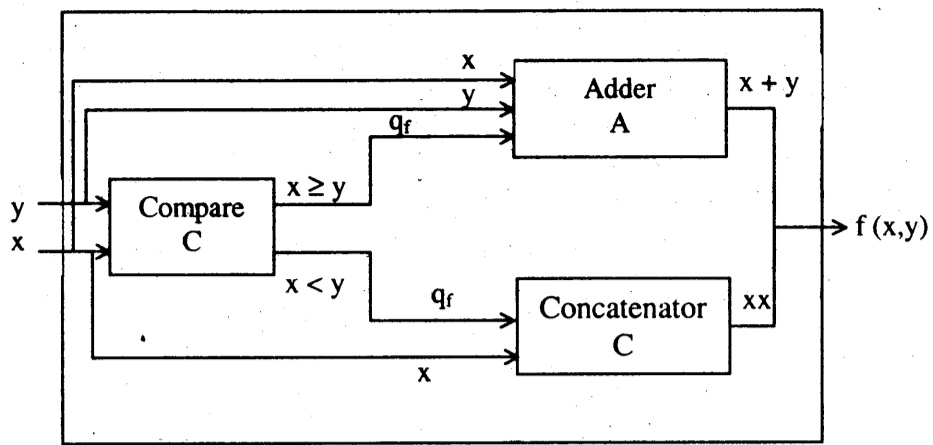 x
Adder
A
x + y
y
q_f
y
x
Compare
C
x ≥ y
x < y
f (x,y)
q_f
Concatenator
C
xx
x